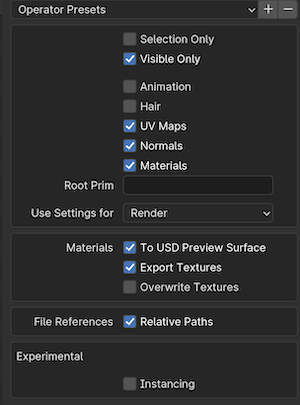 Operator Presets
Selection Only
Visible Only
Animation
Hair
UV Maps
Normals
Materials
Root Prim
Use Settings for Render
Materials To USD Preview Surface
Export Textures
Overwrite Textures
File References Relative Paths
Experimental
Instancing